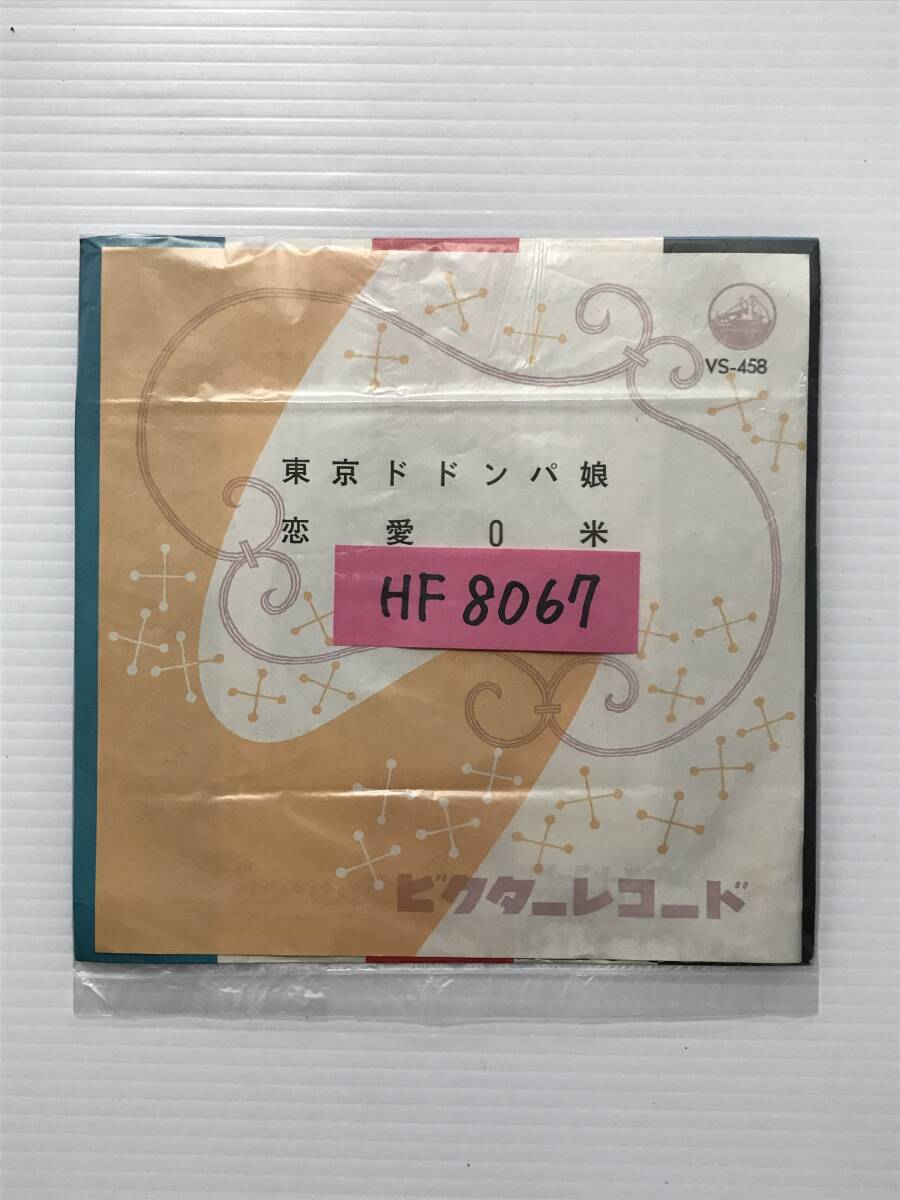 VS-458
東京ドドンパ娘
恋愛0米
HF 8067
ビクターレコード